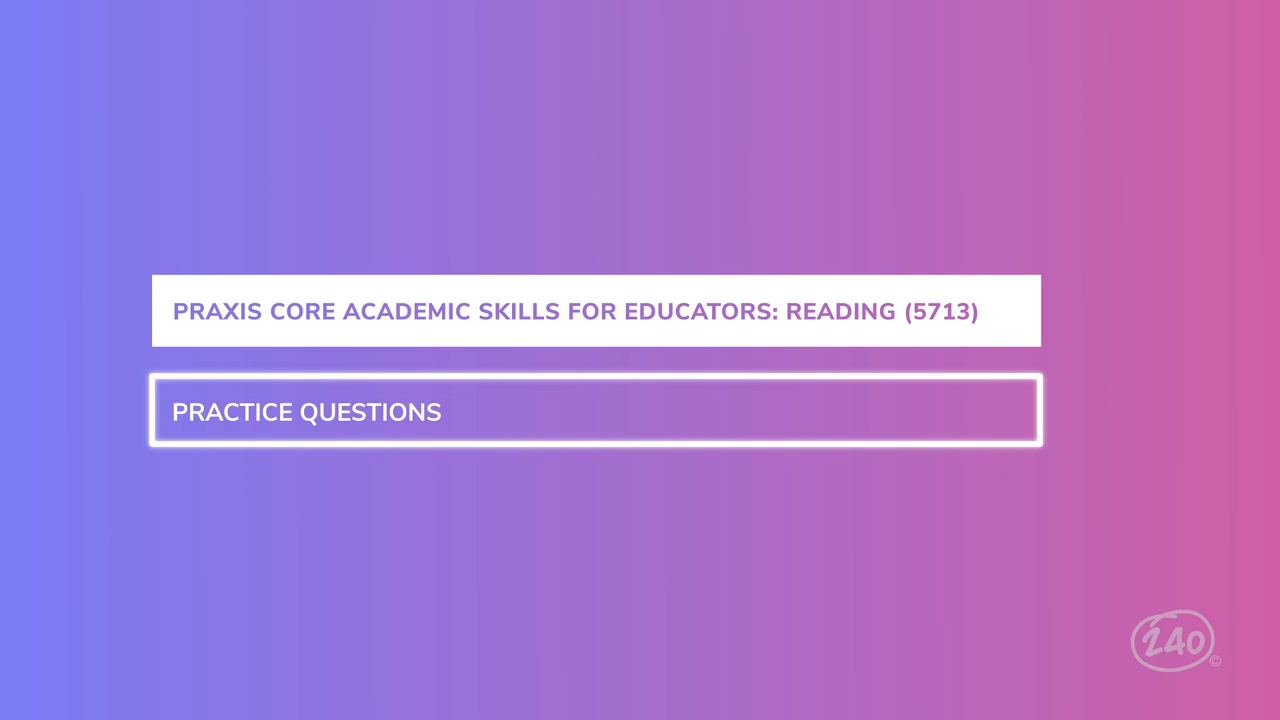 PRAXIS CORE ACADEMIC SKILLS FOR EDUCATORS: READING (5713)
PRACTICE QUESTIONS
240
©